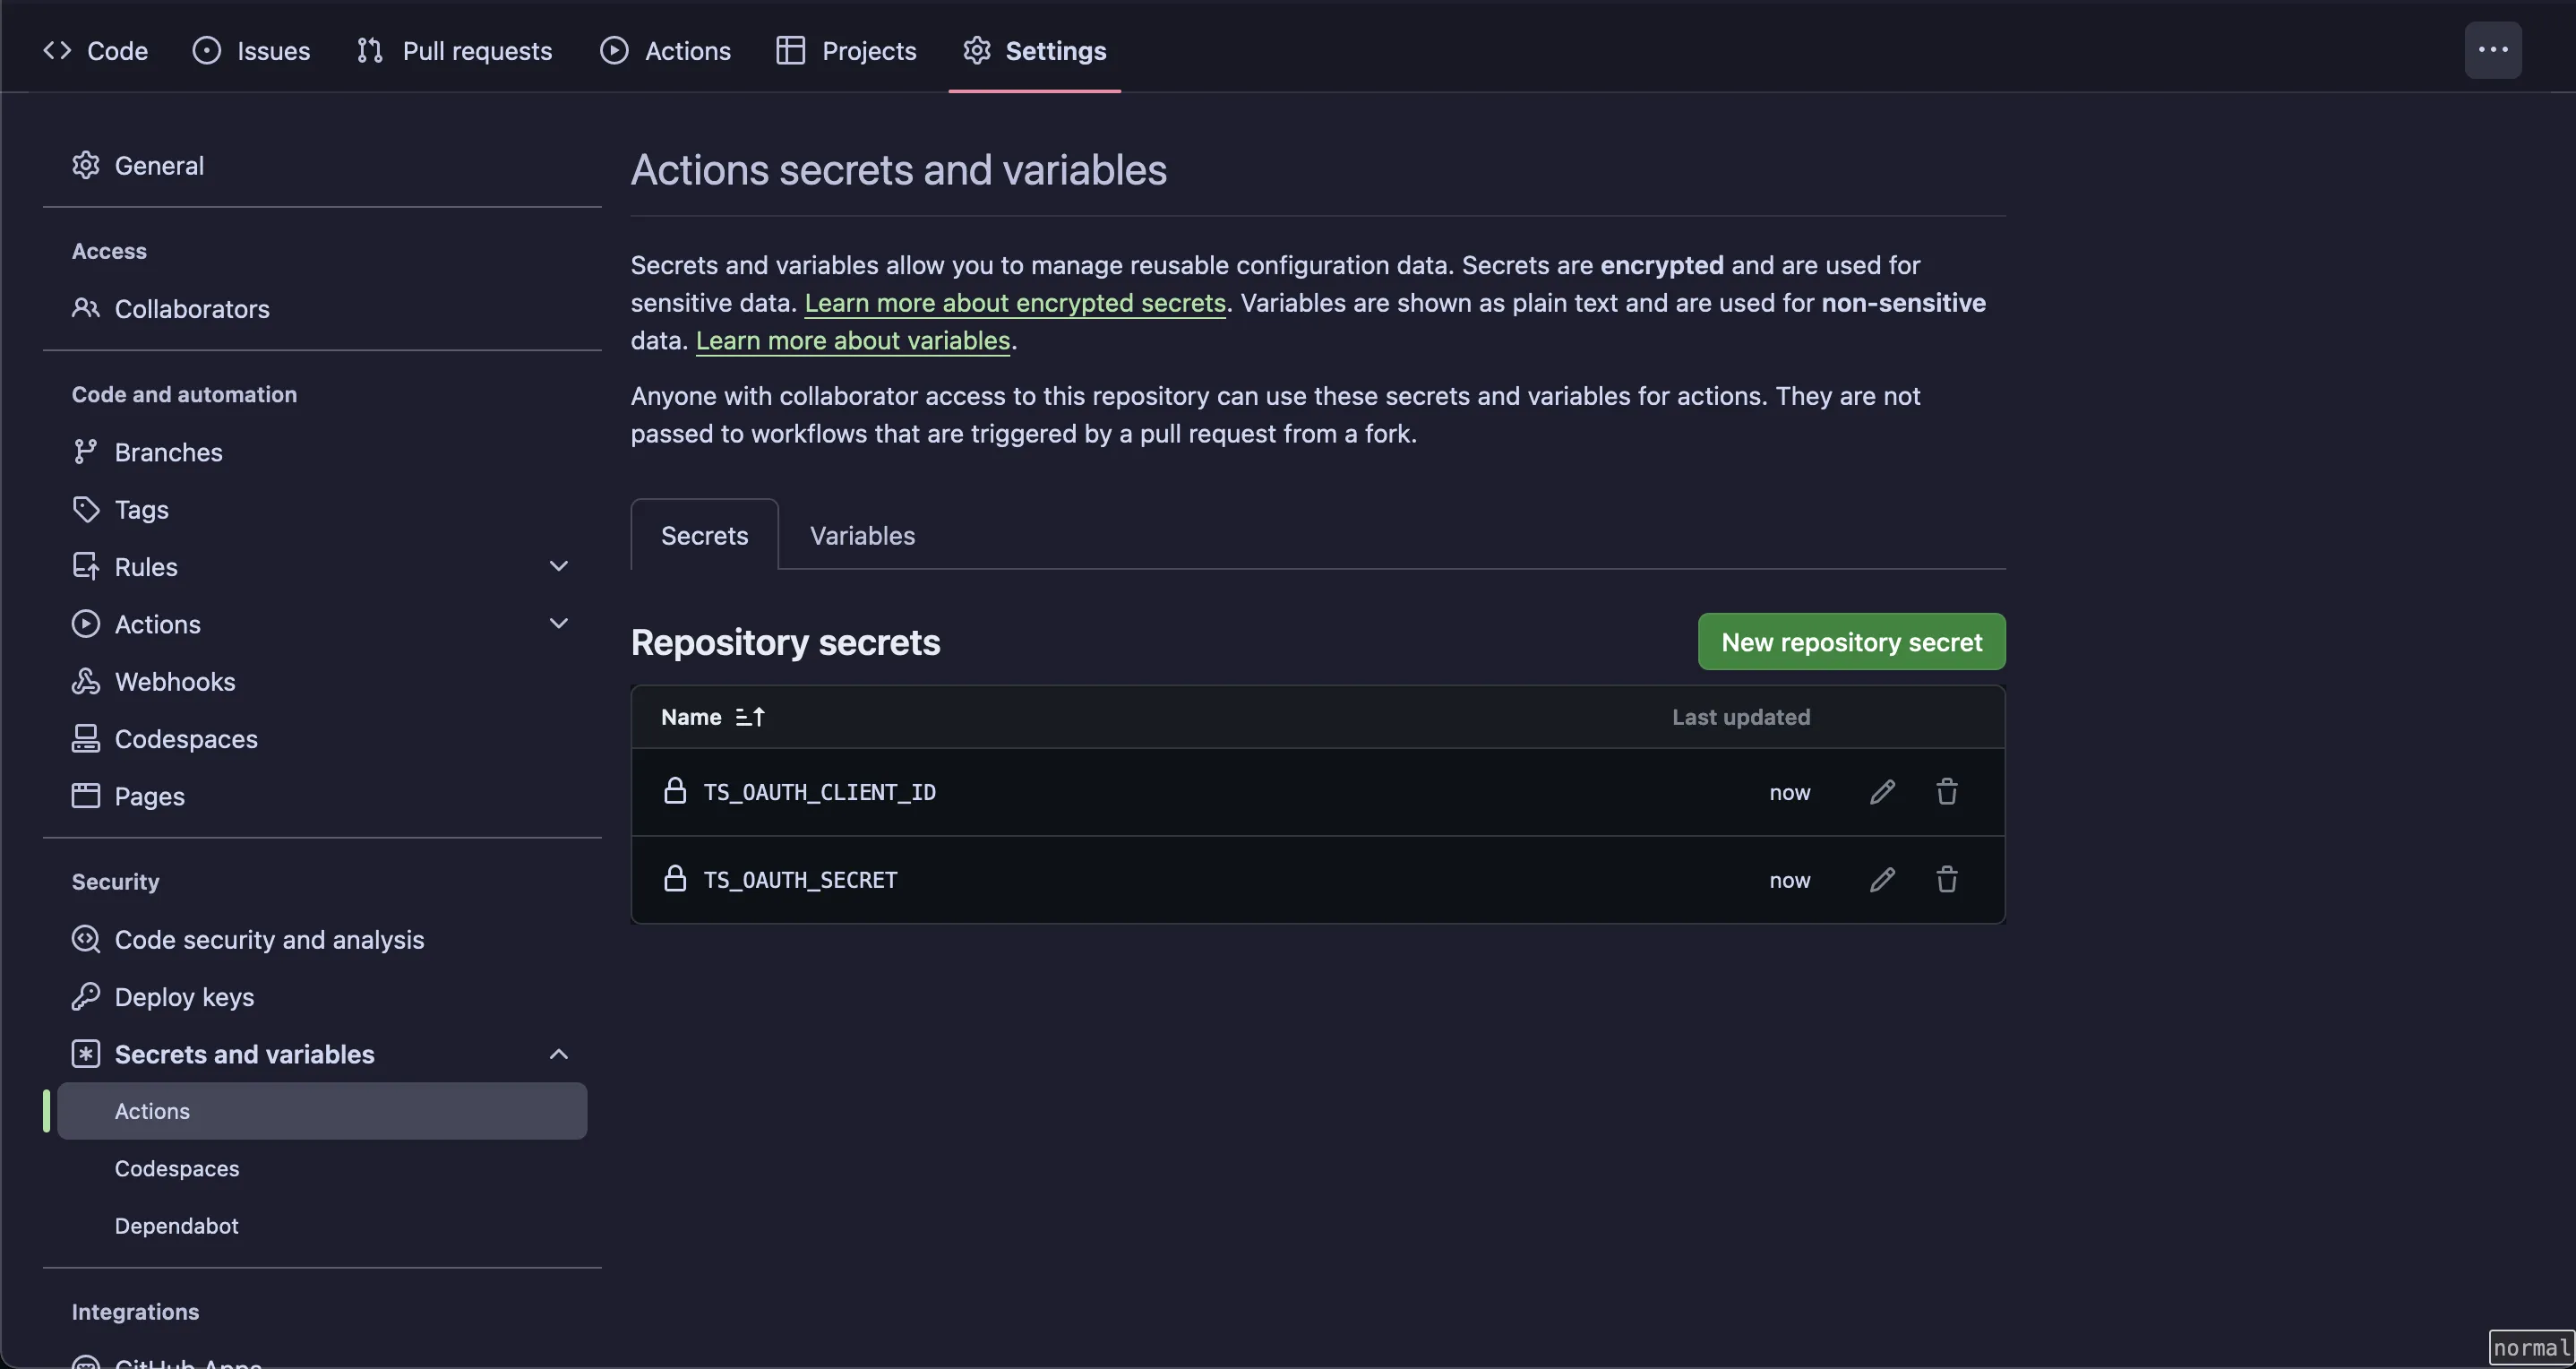 Code Issues Pull requests Actions Projects Settings
General
Access
Collaborators
Code and automation
Branches
Tags
Rules
Actions
Webhooks
Codespaces
Pages
Security
Code security and analysis
Deploy keys
Secrets and variables
Actions
Codespaces
Dependabot
Integrations
GitHub Apps
Actions secrets and variables
Secrets and variables allow you to manage reusable configuration data. Secrets are encrypted and are used for
sensitive data. Learn more about encrypted secrets. Variables are shown as plain text and are used for non-sensitive
data. Learn more about variables.
Anyone with collaborator access to this repository can use these secrets and variables for actions. They are not
passed to workflows that are triggered by a pull request from a fork.
Secrets Variables
Repository secrets New repository secret
Name Last updated
TS_OAUTH_CLIENT_ID now
TS_OAUTH_SECRET now
normal